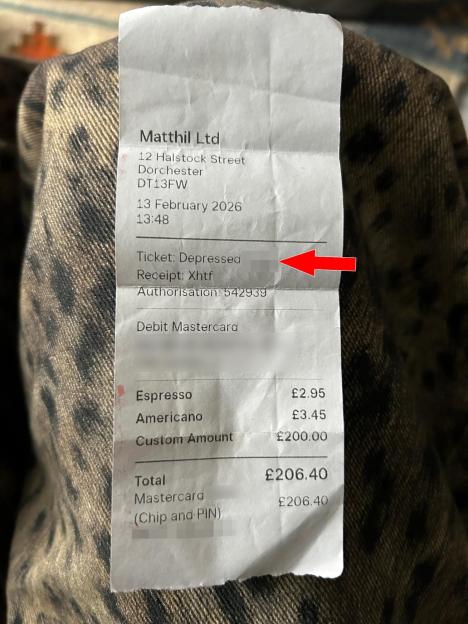 Matthil Ltd
12 Halstock Street
Dorchester
DT13FW
13 February 2026
13:48
Ticket: Depressed
Receipt: Xhtf
Authorisation: 542939
Debit Mastercard
Espresso £2.95
Americano £3.45
Custom Amount £200.00
Total £206.40
Mastercard £206.40
(Chip and PIN)